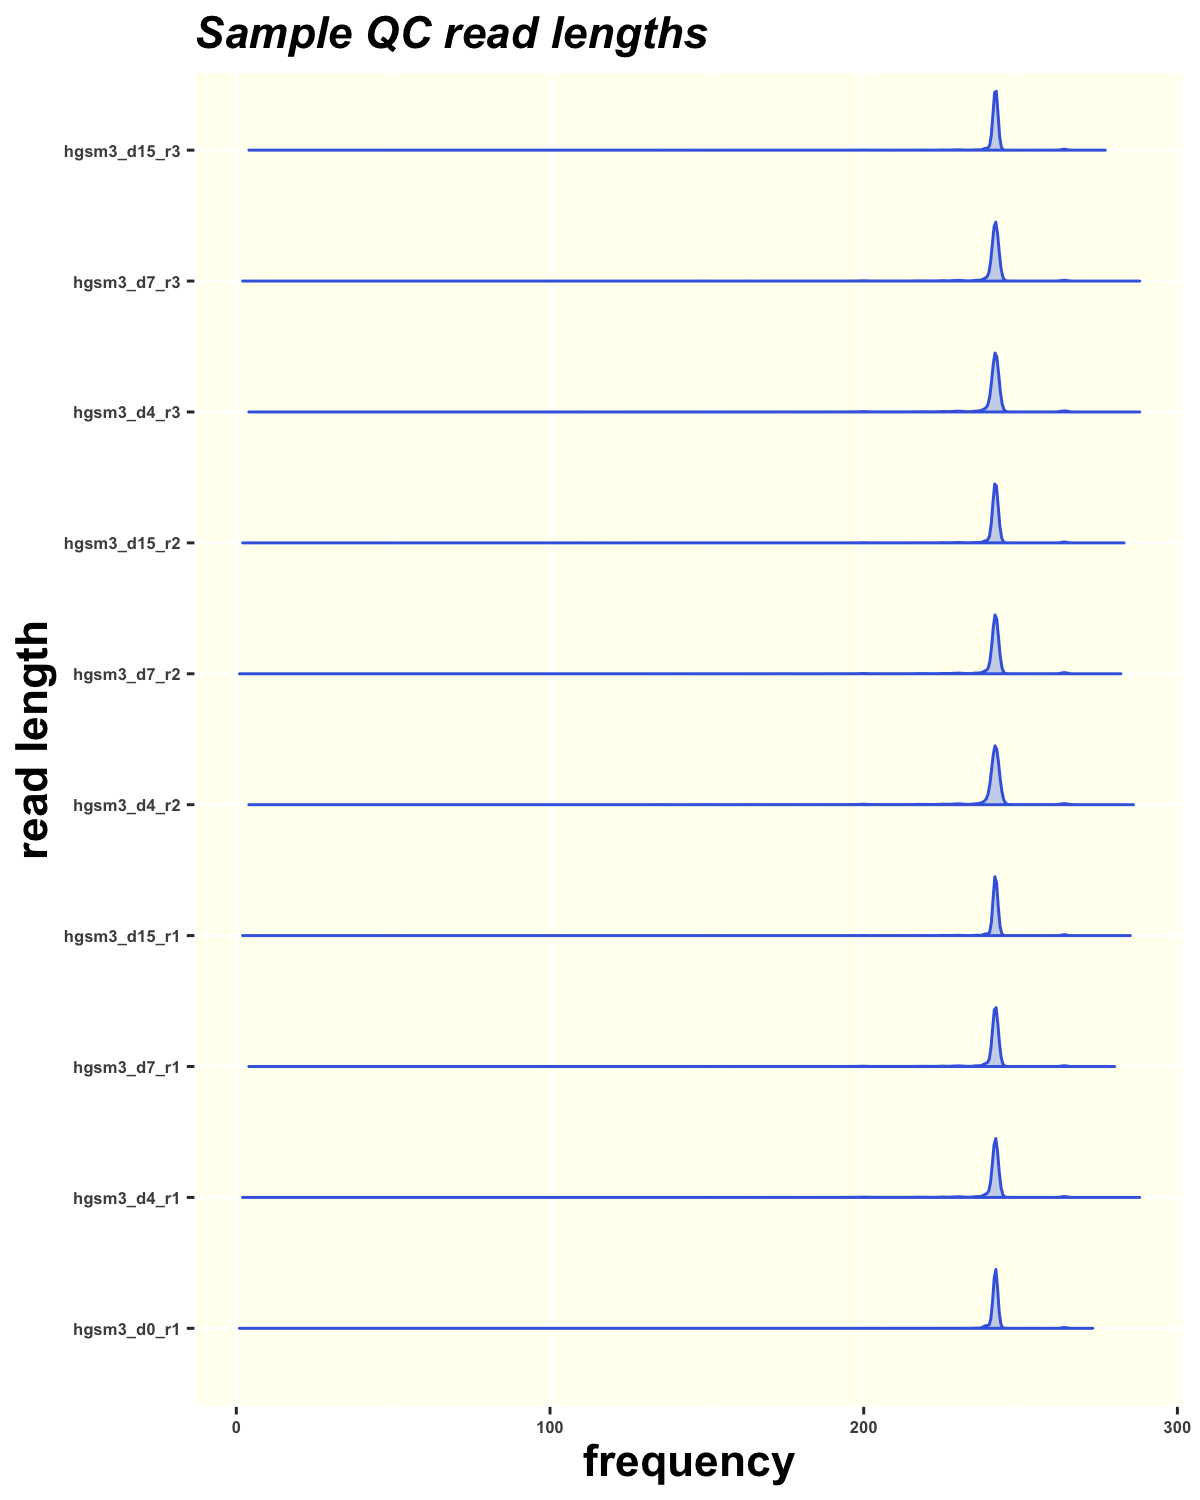 Sample QC read lengths
hgsm3_d15_r3
hgsm3_d7_r3
hgsm3_d4_r3
hgsm3_d15_r2
hgsm3_d7_r2
hgsm3_d4_r2
hgsm3_d15_r1
hgsm3_d7_r1
hgsm3_d4_r1
hgsm3_d0_r1
read length
0 100 200 300
frequency